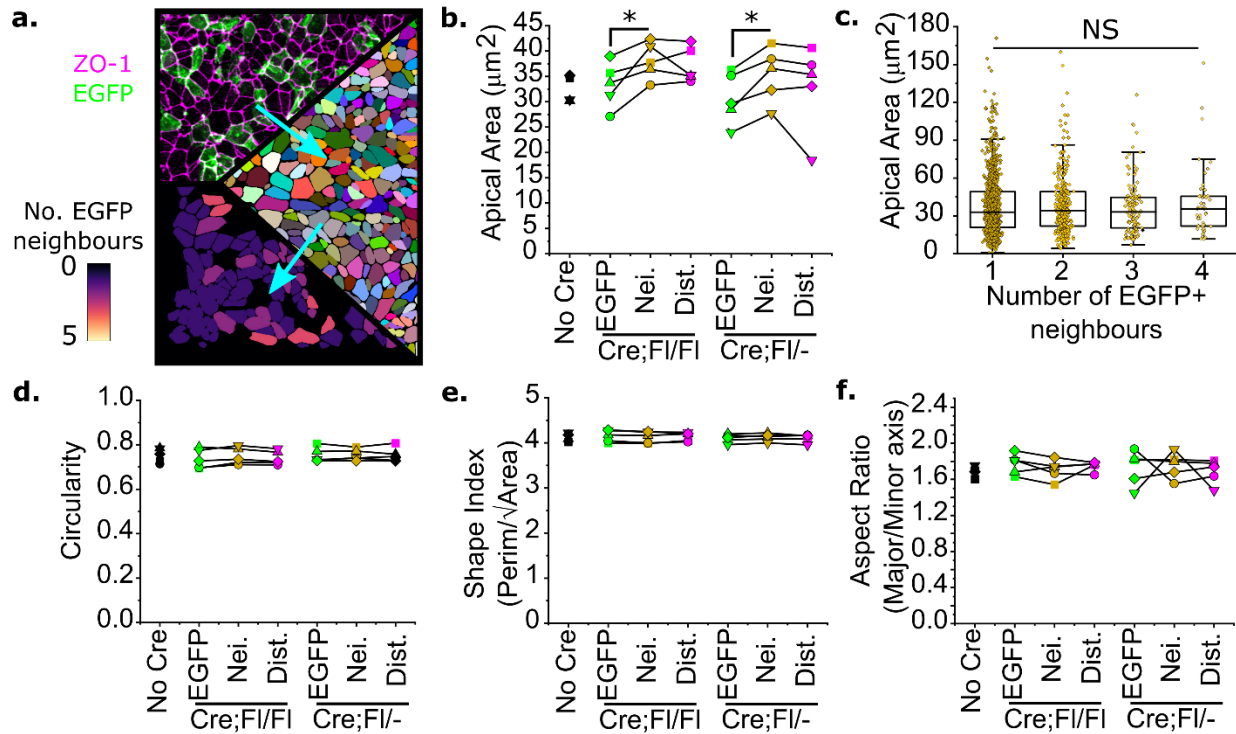 a.
ZO-1
EGFP
No. EGFP
neighbours
0
5
b.
* *
Apical Area (μm2)
45
40
35
30
25
20
15
10
5
0
No Cre
EGFP
Nei.
Dist.
EGFP
Nei.
Dist.
Cre;Fl/Fl
Cre;Fl/-
c.
NS
Apical Area (μm2)
180
150
120
90
60
30
0
1 2 3 4
Number of EGFP+
neighbours
d.
Circularity
1.0
0.8
0.6
0.4
0.2
0.0
No Cre
EGFP
Nei.
Dist.
EGFP
Nei.
Dist.
Cre;Fl/Fl
Cre;Fl/-
e.
Shape Index
(Perim/√Area)
5
4
3
2
1
0
No Cre
EGFP
Nei.
Dist.
EGFP
Nei.
Dist.
Cre;Fl/Fl
Cre;Fl/-
f.
Aspect Ratio
(Major/Minor axis)
2.4
2.0
1.6
1.2
0.8
0.4
0.0
No Cre
EGFP
Nei.
Dist.
EGFP
Nei.
Dist.
Cre;Fl/Fl
Cre;Fl/-